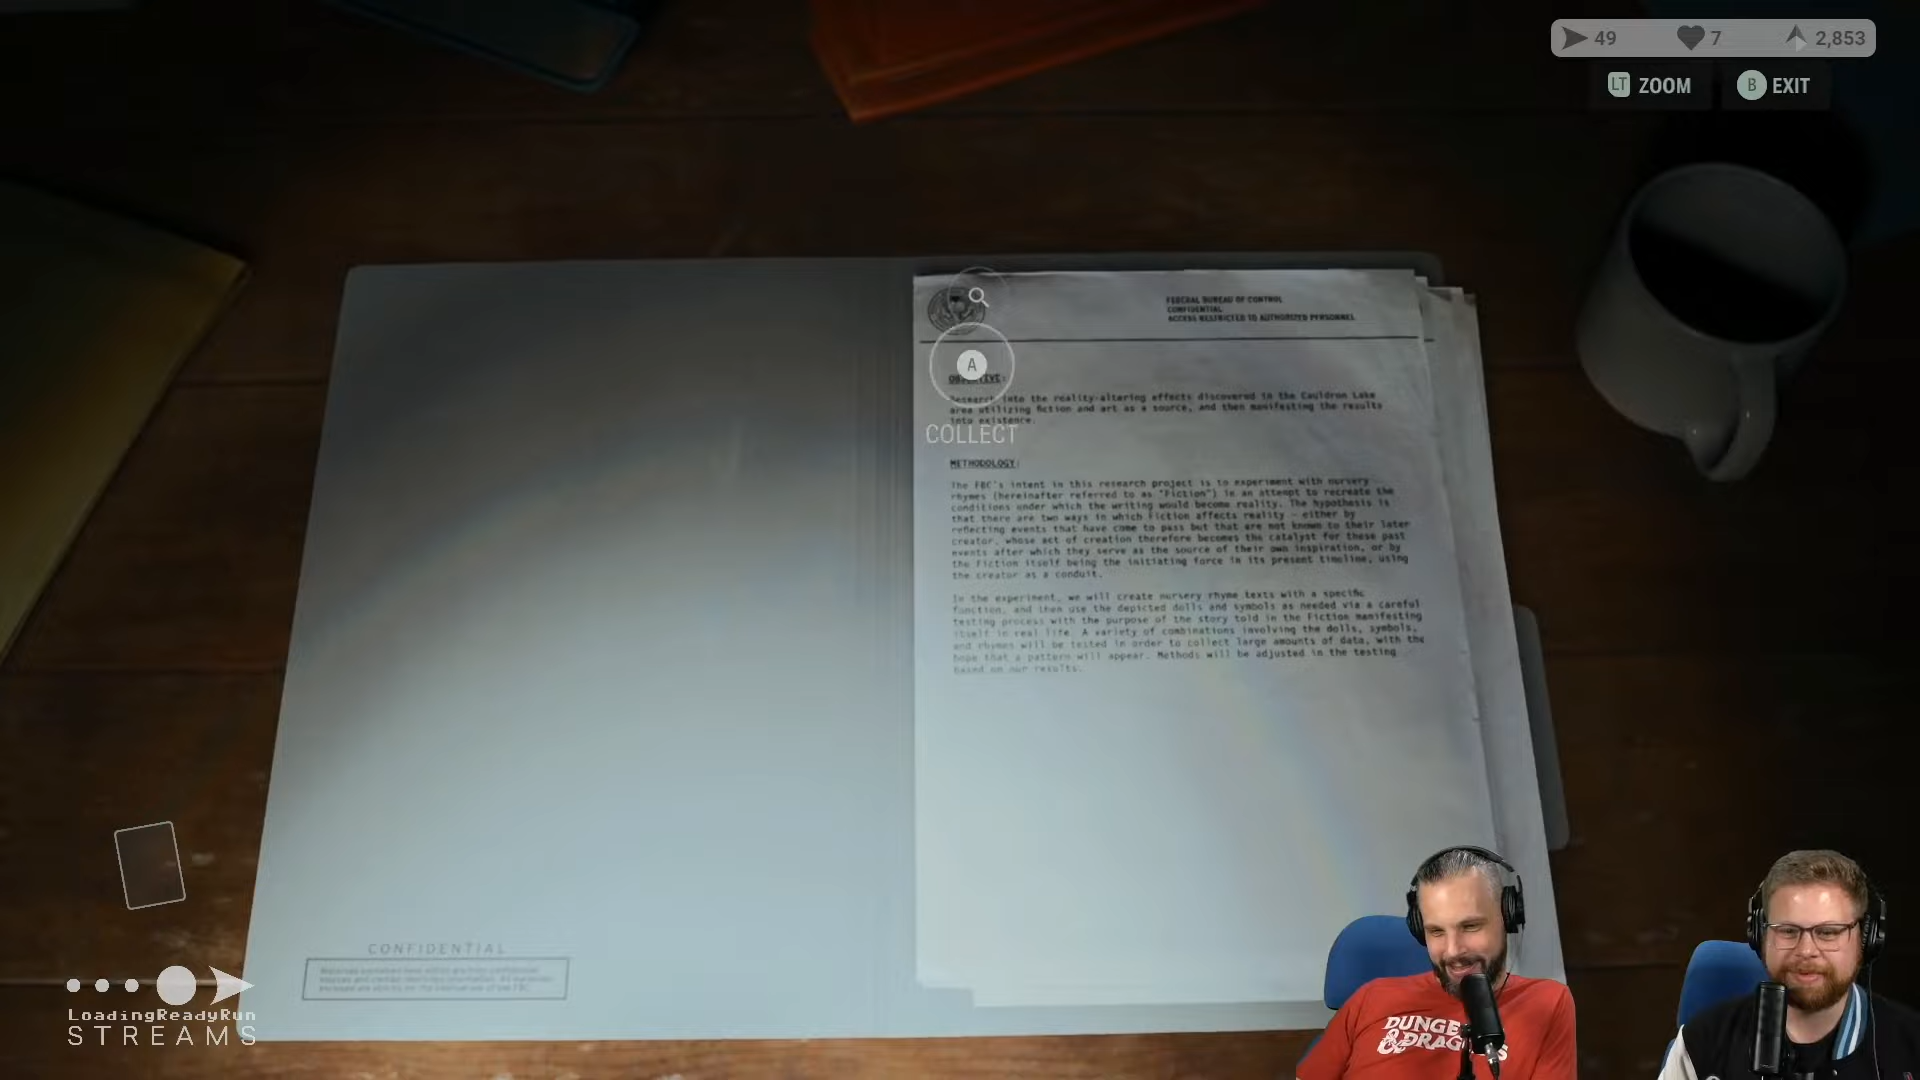 49 7 2,853
LT ZOOM B EXIT
FEDERAL BUREAU OF CONTROL
CONFIDENTIAL
ACCESS RESTRICTED TO AUTHORIZED PERSONNEL
A
OBJECTIVE:
Research into the reality-altering effects discovered in the Cauldron Lake
area utilizing fiction and art as a source, and then manifesting the results
into existence.
COLLECT
METHODOLOGY:
The FBC's intent in this research project is to experiment with nursery
rhymes (hereinafter referred to as "Fiction") in an attempt to recreate the
conditions under which the writing would become reality. The hypothesis is
that there are two ways in which Fiction affects reality – either by
reflecting events that have come to pass but that are not known to their later
creator, whose act of creation therefore becomes the catalyst for these past
events after which they serve as the source of their own inspiration, or by
the Fiction itself being the initiating force in its present timeline, using
the creator as a conduit.
In the experiment, we will create nursery rhyme texts with a specific
function, and then use the depicted dolls and symbols as needed via a careful
testing process with the purpose of the story told in the Fiction manifesting
itself in real life. A variety of combinations involving the dolls, symbols,
and rhymes will be tested in order to collect large amounts of data, with the
hope that a pattern will appear. Methods will be adjusted in the testing
based on our results.
CONFIDENTIAL
LoadingReadyRun
STREAMS
DUNGE
&DRAG S